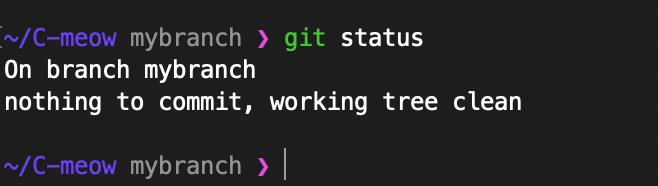 ~/C-meow mybranch ❯ git status
On branch mybranch
nothing to commit, working tree clean
~/C-meow mybranch ❯